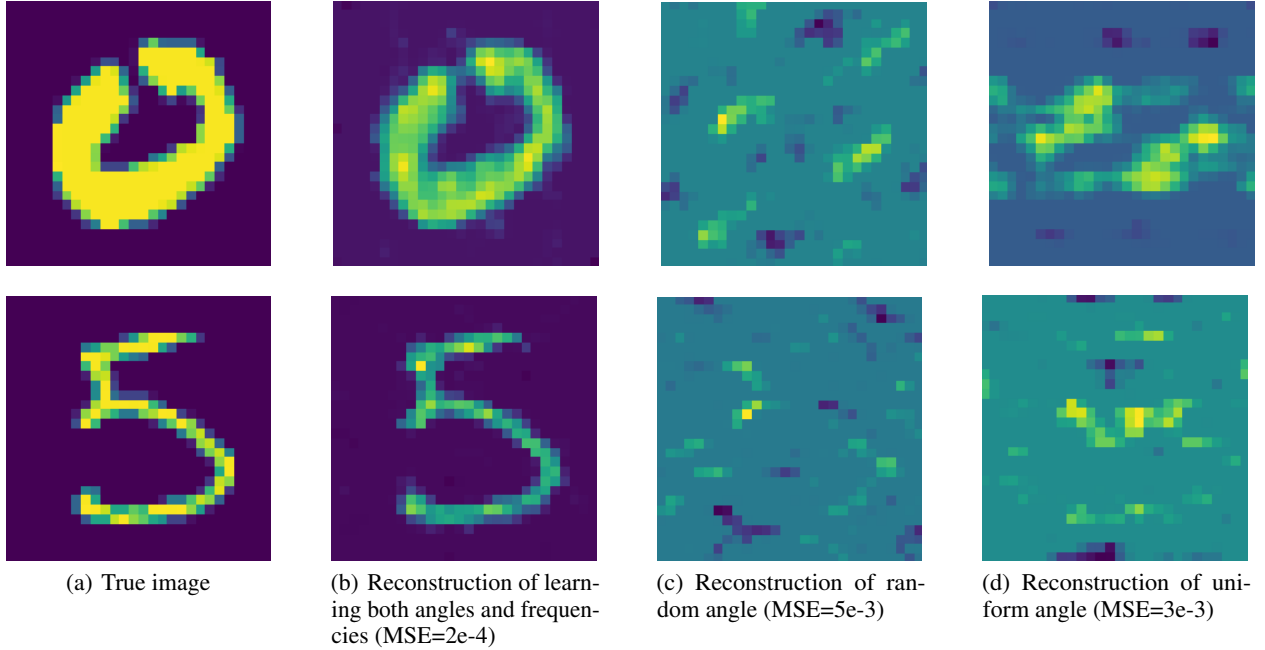 (a) True image
(b) Reconstruction of learn-
ing both angles and frequen-
cies (MSE=2e-4)
(c) Reconstruction of ran-
dom angle (MSE=5e-3)
(d) Reconstruction of uni-
form angle (MSE=3e-3)